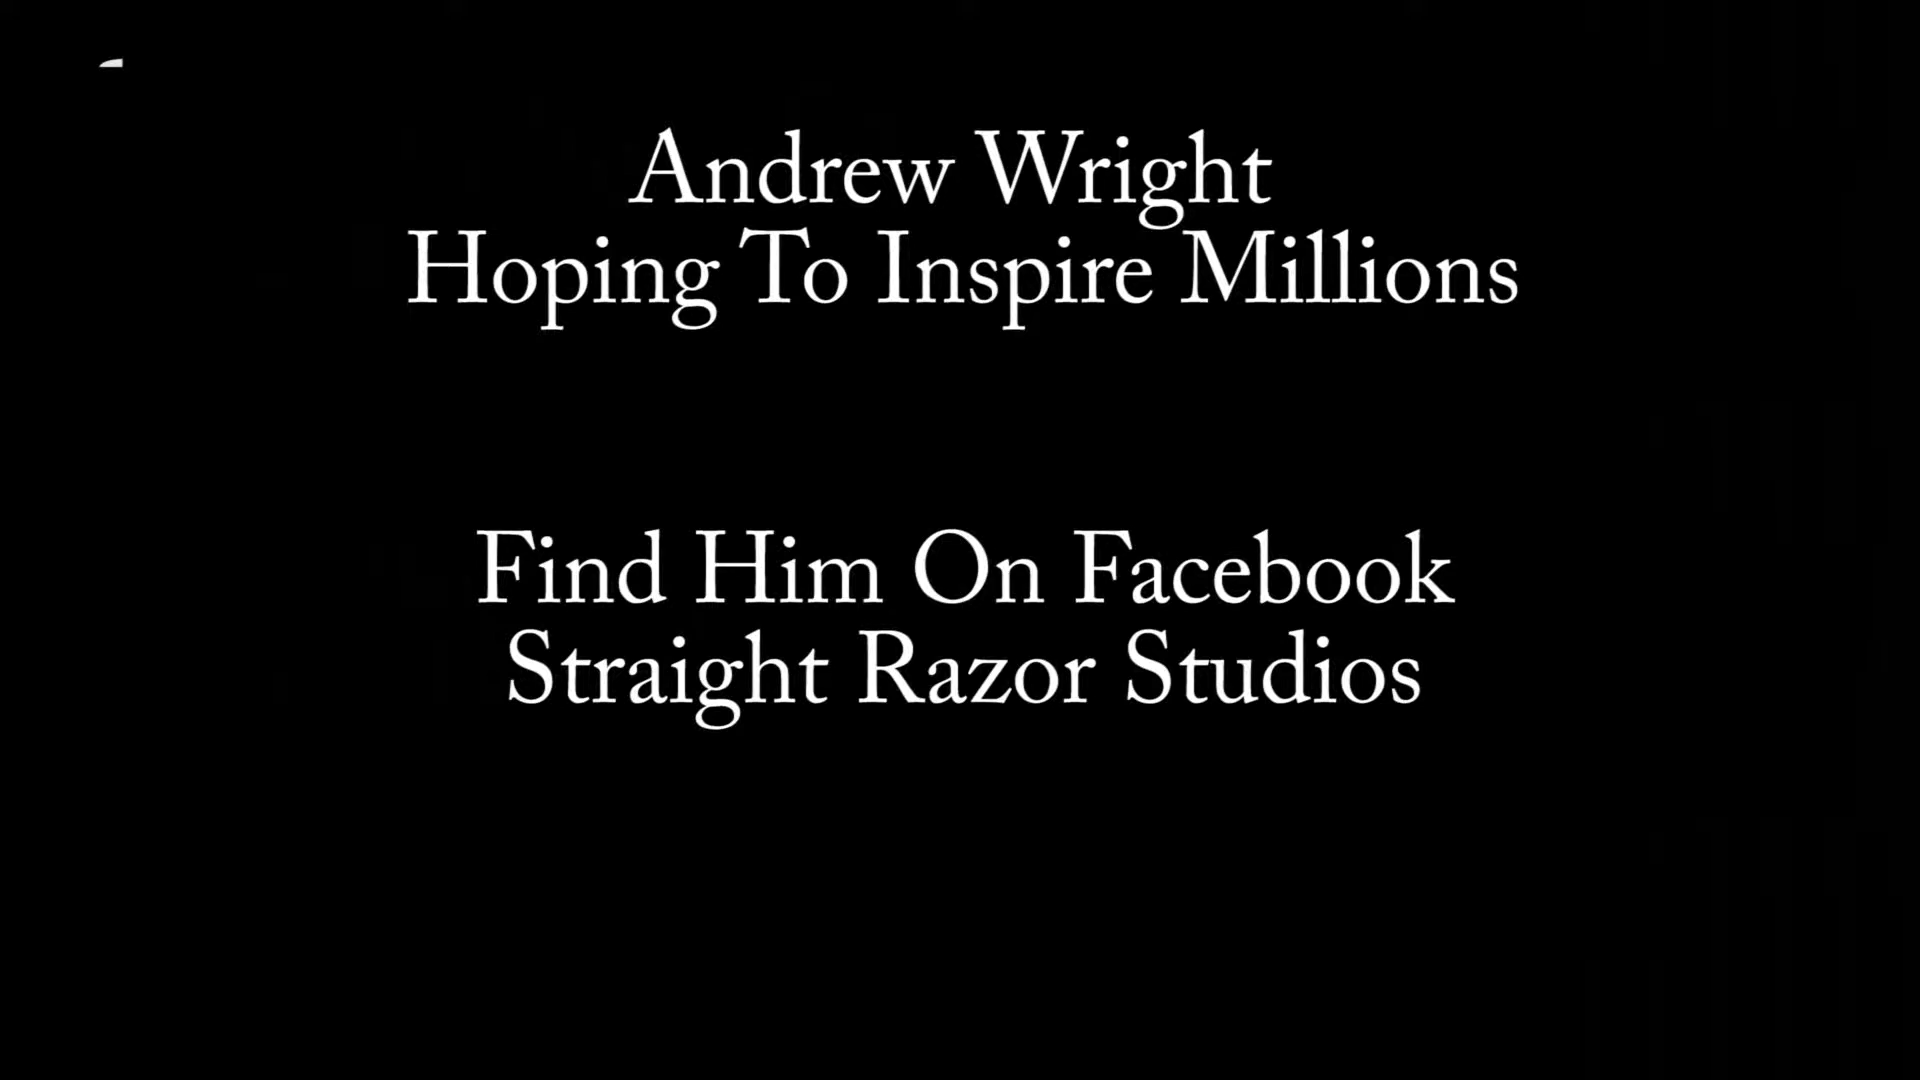 Andrew Wright
Hoping To Inspire Millions
Find Him On Facebook
Straight Razor Studios